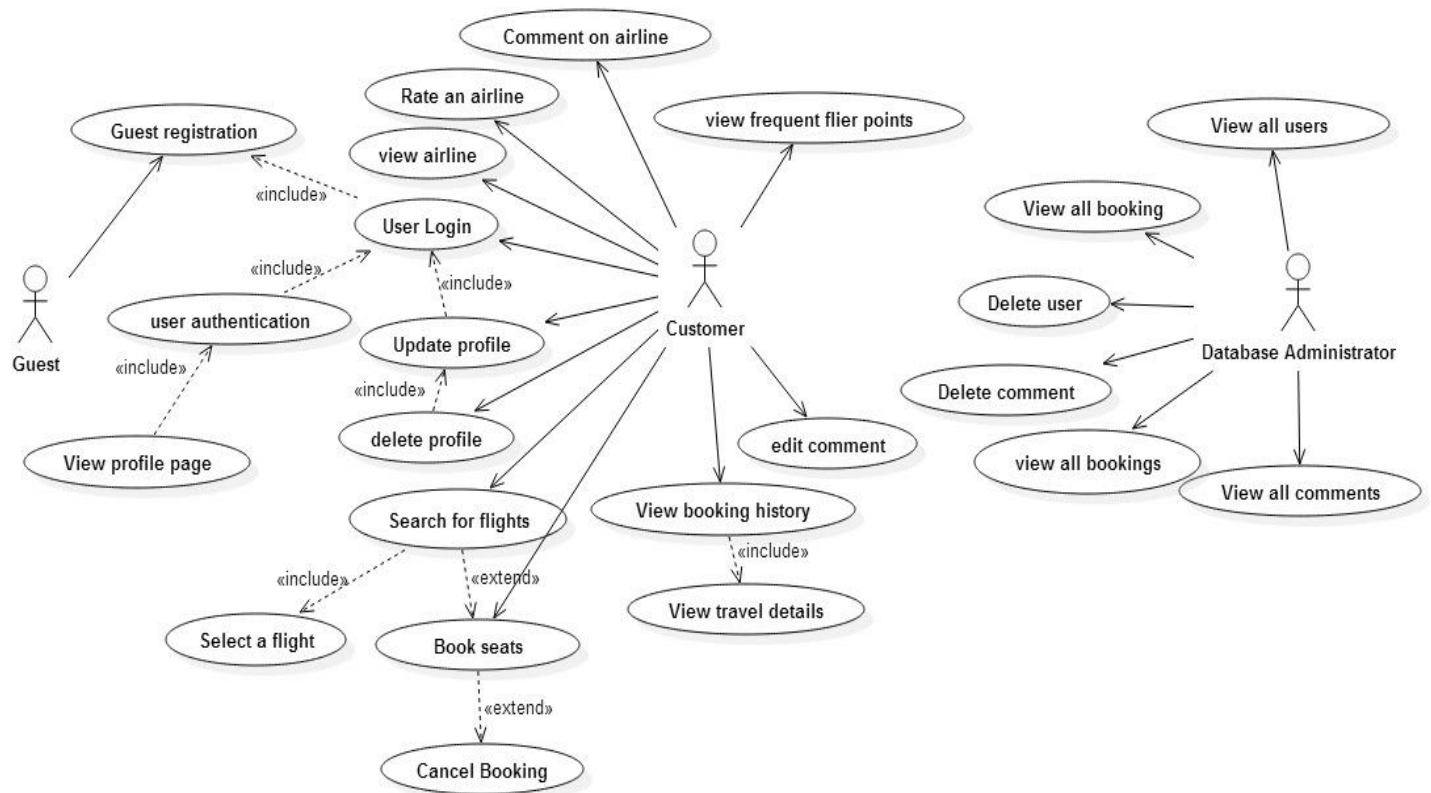 Comment on airline
Rate an airline
view frequent flier points
Guest registration
View all users
view airline
«include»
User Login
View all booking
«include»
«include»
Delete user
user authentication
Customer
Update profile
Guest
Database Administrator
«include»
«include»
Delete comment
delete profile
edit comment
View profile page
view all bookings
View all comments
View booking history
Search for flights
«include»
«include»
«extend»
View travel details
Select a flight
Book seats
«extend»
Cancel Booking